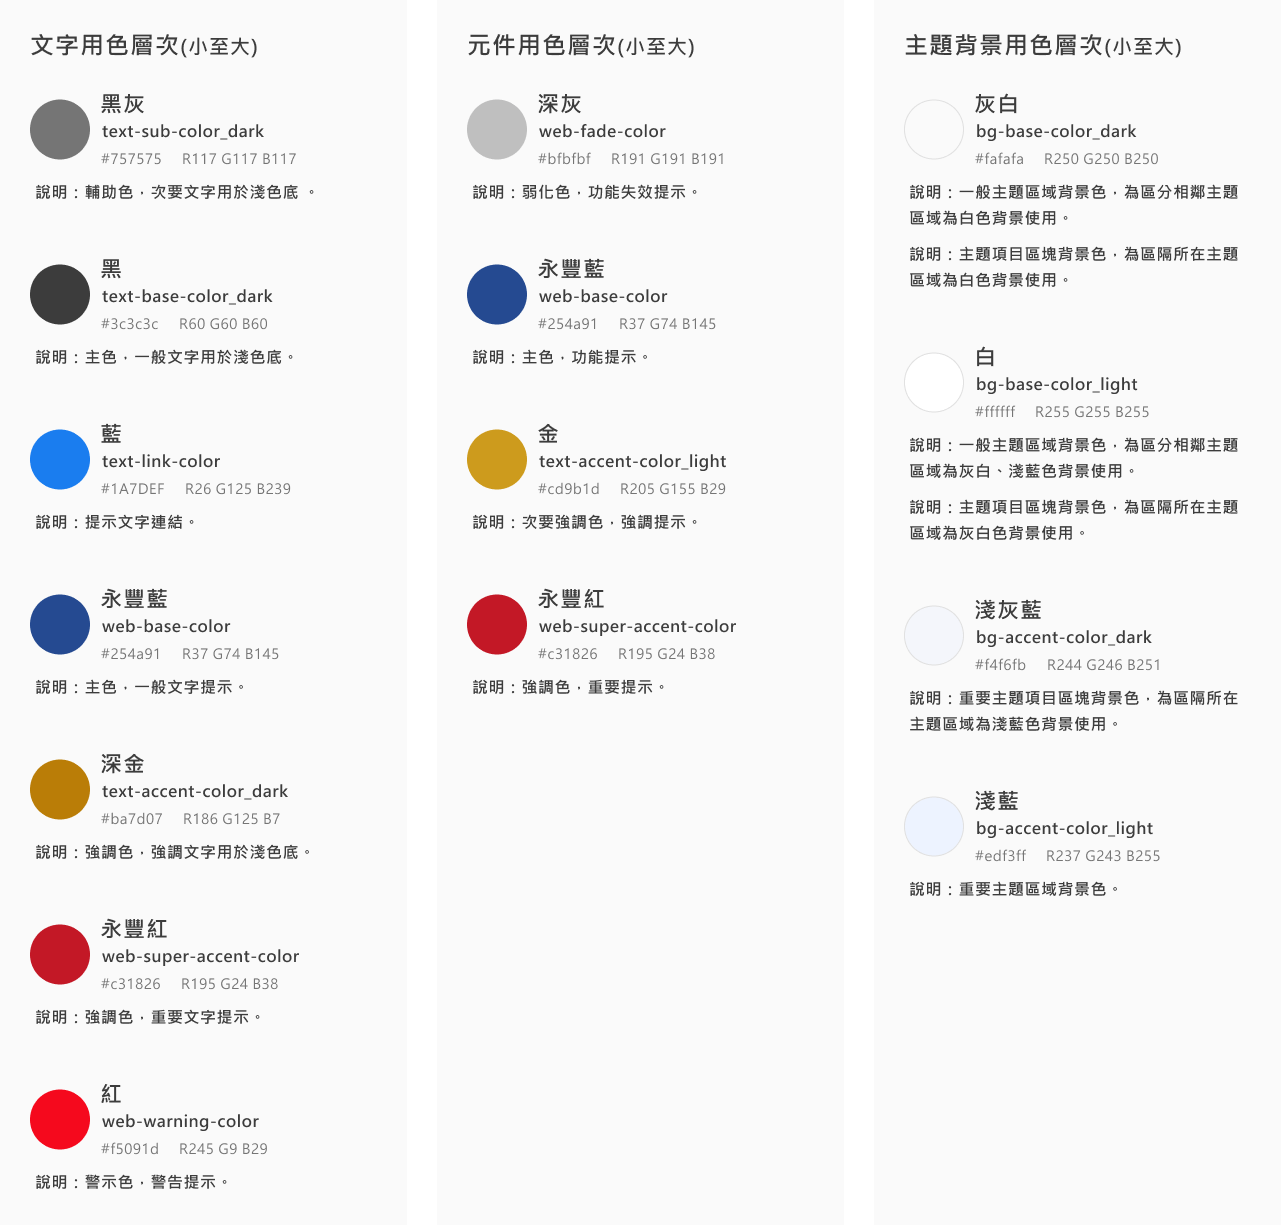 文字用色層次(小至大)
黑灰
text-sub-color_dark
#757575 R117 G117 B117
說明：輔助色，次要文字用於淺色底 。
黑
text-base-color_dark
#3c3c3c R60 G60 B60
說明：主色，一般文字用於淺色底。
藍
text-link-color
#1A7DEF R26 G125 B239
說明：提示文字連結。
永豐藍
web-base-color
#254a91 R37 G74 B145
說明：主色，一般文字提示。
深金
text-accent-color_dark
#ba7d07 R186 G125 B7
說明：強調色，強調文字用於淺色底。
永豐紅
web-super-accent-color
#c31826 R195 G24 B38
說明：強調色，重要文字提示。
紅
web-warning-color
#f5091d R245 G9 B29
說明：警示色，警告提示。
元件用色層次(小至大)
深灰
web-fade-color
#bfbfbf R191 G191 B191
說明：弱化色，功能失效提示。
永豐藍
web-base-color
#254a91 R37 G74 B145
說明：主色，功能提示。
金
text-accent-color_light
#cd9b1d R205 G155 B29
說明：次要強調色，強調提示。
永豐紅
web-super-accent-color
#c31826 R195 G24 B38
說明：強調色，重要提示。
主題背景用色層次(小至大)
灰白
bg-base-color_dark
#fafafa R250 G250 B250
說明：一般主題區域背景色，為區分相鄰主題
區域為白色背景使用。
說明：主題項目區塊背景色，為區隔所在主題
區域為白色背景使用。
白
bg-base-color_light
#ffffff R255 G255 B255
說明：一般主題區域背景色，為區分相鄰主題
區域為灰白、淺藍色背景使用。
說明：主題項目區塊背景色，為區隔所在主題
區域為灰白色背景使用。
淺灰藍
bg-accent-color_dark
#f4f6fb R244 G246 B251
說明：重要主題項目區塊背景色，為區隔所在
主題區域為淺藍色背景使用。
淺藍
bg-accent-color_light
#edf3ff R237 G243 B255
說明：重要主題區域背景色。